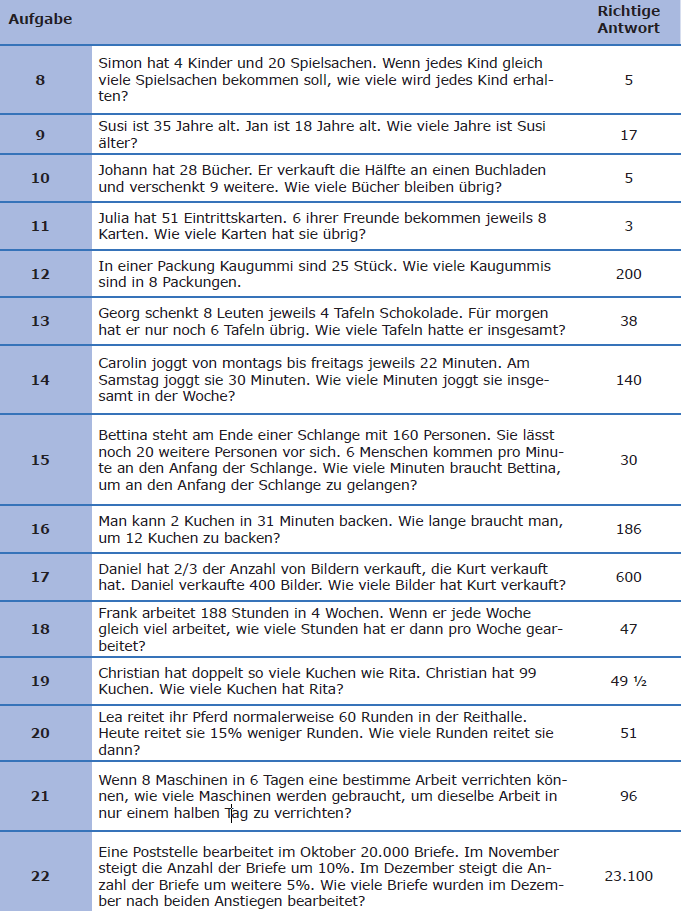 Aufgabe
Richtige
Antwort
8
Simon hat 4 Kinder und 20 Spielsachen. Wenn jedes Kind gleich
viele Spielsachen bekommen soll, wie viele wird jedes Kind erhal-
ten?
5
9
Susi ist 35 Jahre alt. Jan ist 18 Jahre alt. Wie viele Jahre ist Susi
älter?
17
10
Johann hat 28 Bücher. Er verkauft die Hälfte an einen Buchladen
und verschenkt 9 weitere. Wie viele Bücher bleiben übrig?
5
11
Julia hat 51 Eintrittskarten. 6 ihrer Freunde bekommen jeweils 8
Karten. Wie viele Karten hat sie übrig?
3
12
In einer Packung Kaugummi sind 25 Stück. Wie viele Kaugummis
sind in 8 Packungen.
200
13
Georg schenkt 8 Leuten jeweils 4 Tafeln Schokolade. Für morgen
hat er nur noch 6 Tafeln übrig. Wie viele Tafeln hatte er insgesamt?
38
14
Carolin joggt von montags bis freitags jeweils 22 Minuten. Am
Samstag joggt sie 30 Minuten. Wie viele Minuten joggt sie insge-
samt in der Woche?
140
15
Bettina steht am Ende einer Schlange mit 160 Personen. Sie lässt
noch 20 weitere Personen vor sich. 6 Menschen kommen pro Minu-
te an den Anfang der Schlange. Wie viele Minuten braucht Bettina,
um an den Anfang der Schlange zu gelangen?
30
16
Man kann 2 Kuchen in 31 Minuten backen. Wie lange braucht man,
um 12 Kuchen zu backen?
186
17
Daniel hat 2/3 der Anzahl von Bildern verkauft, die Kurt verkauft
hat. Daniel verkaufte 400 Bilder. Wie viele Bilder hat Kurt verkauft?
600
18
Frank arbeitet 188 Stunden in 4 Wochen. Wenn er jede Woche
gleich viel arbeitet, wie viele Stunden hat er dann pro Woche gear-
beitet?
47
19
Christian hat doppelt so viele Kuchen wie Rita. Christian hat 99
Kuchen. Wie viele Kuchen hat Rita?
49 ½
20
Lea reitet ihr Pferd normalerweise 60 Runden in der Reithalle.
Heute reitet sie 15% weniger Runden. Wie viele Runden reitet sie
dann?
51
21
Wenn 8 Maschinen in 6 Tagen eine bestimme Arbeit verrichten kön-
nen, wie viele Maschinen werden gebraucht, um dieselbe Arbeit in
nur einem halben Tag zu verrichten?
96
22
Eine Poststelle bearbeitet im Oktober 20.000 Briefe. Im November
steigt die Anzahl der Briefe um 10%. Im Dezember steigt die An-
zahl der Briefe um weitere 5%. Wie viele Briefe wurden im Dezem-
ber nach beiden Anstiegen bearbeitet?
23.100